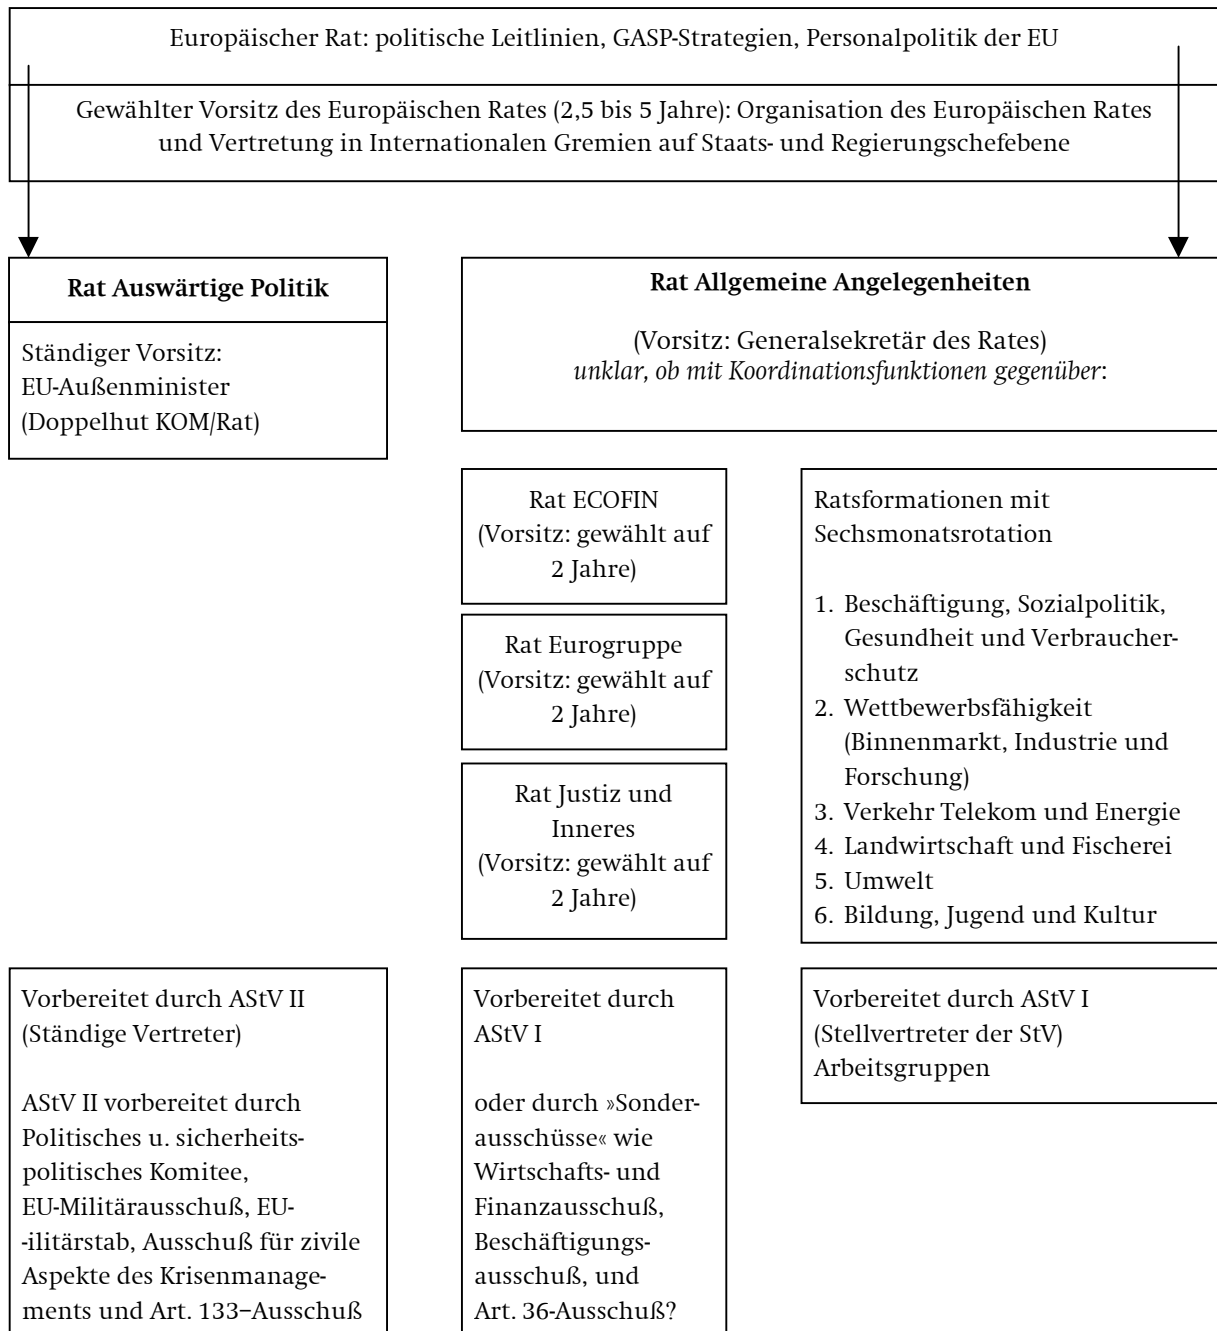 Europäischer Rat: politische Leitlinien, GASP-Strategien, Personalpolitik der EU
Gewählter Vorsitz des Europäischen Rates (2,5 bis 5 Jahre): Organisation des Europäischen Rates
und Vertretung in Internationalen Gremien auf Staats- und Regierungschefebene
Rat Auswärtige Politik
Ständiger Vorsitz:
EU-Außenminister
(Doppelhut KOM/Rat)
Rat Allgemeine Angelegenheiten
(Vorsitz: Generalsekretär des Rates)
unklar, ob mit Koordinationsfunktionen gegenüber:
Rat ECOFIN
(Vorsitz: gewählt auf
2 Jahre)
Rat Eurogruppe
(Vorsitz: gewählt auf
2 Jahre)
Rat Justiz und
Inneres
(Vorsitz: gewählt auf
2 Jahre)
Ratsformationen mit
Sechsmonatsrotation
1. Beschäftigung, Sozialpolitik,
Gesundheit und Verbraucher-
schutz
2. Wettbewerbsfähigkeit
(Binnenmarkt, Industrie und
Forschung)
3. Verkehr Telekom und Energie
4. Landwirtschaft und Fischerei
5. Umwelt
6. Bildung, Jugend und Kultur
Vorbereitet durch AStV II
(Ständige Vertreter)
AStV II vorbereitet durch
Politisches u. sicherheits-
politisches Komitee,
EU-Militärausschuß, EU-
-ilitärstab, Ausschuß für zivile
Aspekte des Krisenmanage-
ments und Art. 133–Ausschuß
Vorbereitet durch
AStV I
oder durch »Sonder-
ausschüsse« wie
Wirtschafts- und
Finanzausschuß,
Beschäftigungs-
ausschuß, und
Art. 36-Ausschuß?
Vorbereitet durch AStV I
(Stellvertreter der StV)
Arbeitsgruppen